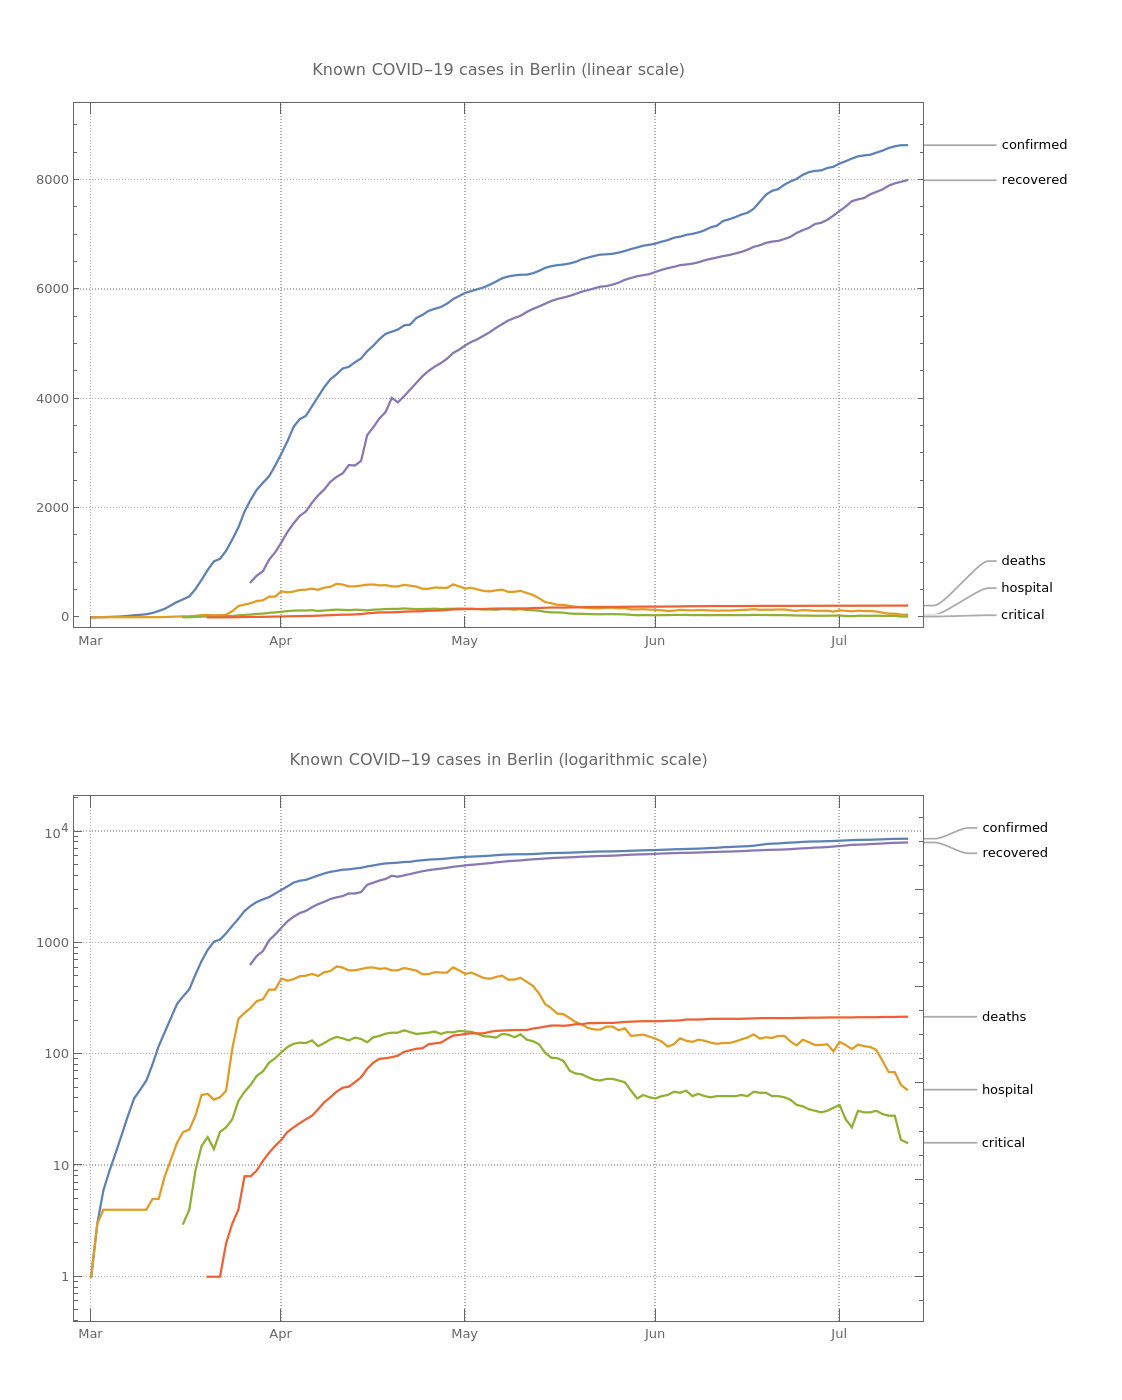 Known COVID‒19 cases in Berlin (linear scale)
confirmed
8000
recovered
6000
4000
2000
deaths
hospital
0
critical
Mar Apr May Jun Jul
Known COVID‒19 cases in Berlin (logarithmic scale)
10⁴
confirmed
recovered
1000
deaths
100
hospital
critical
10
1
Mar Apr May Jun Jul